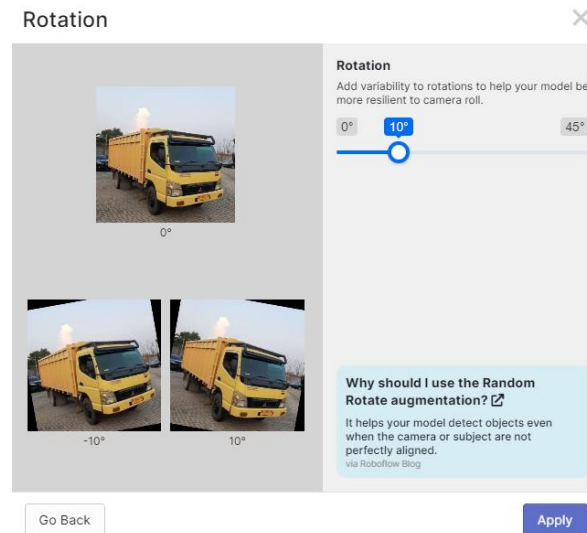 Rotation
Rotation
Add variability to rotations to help your model be
more resilient to camera roll.
0°
10°
45°
0°
-10°
10°
Why should I use the Random
Rotate augmentation?
It helps your model detect objects even
when the camera or subject are not
perfectly aligned.
via Roboflow Blog
Go Back
Apply